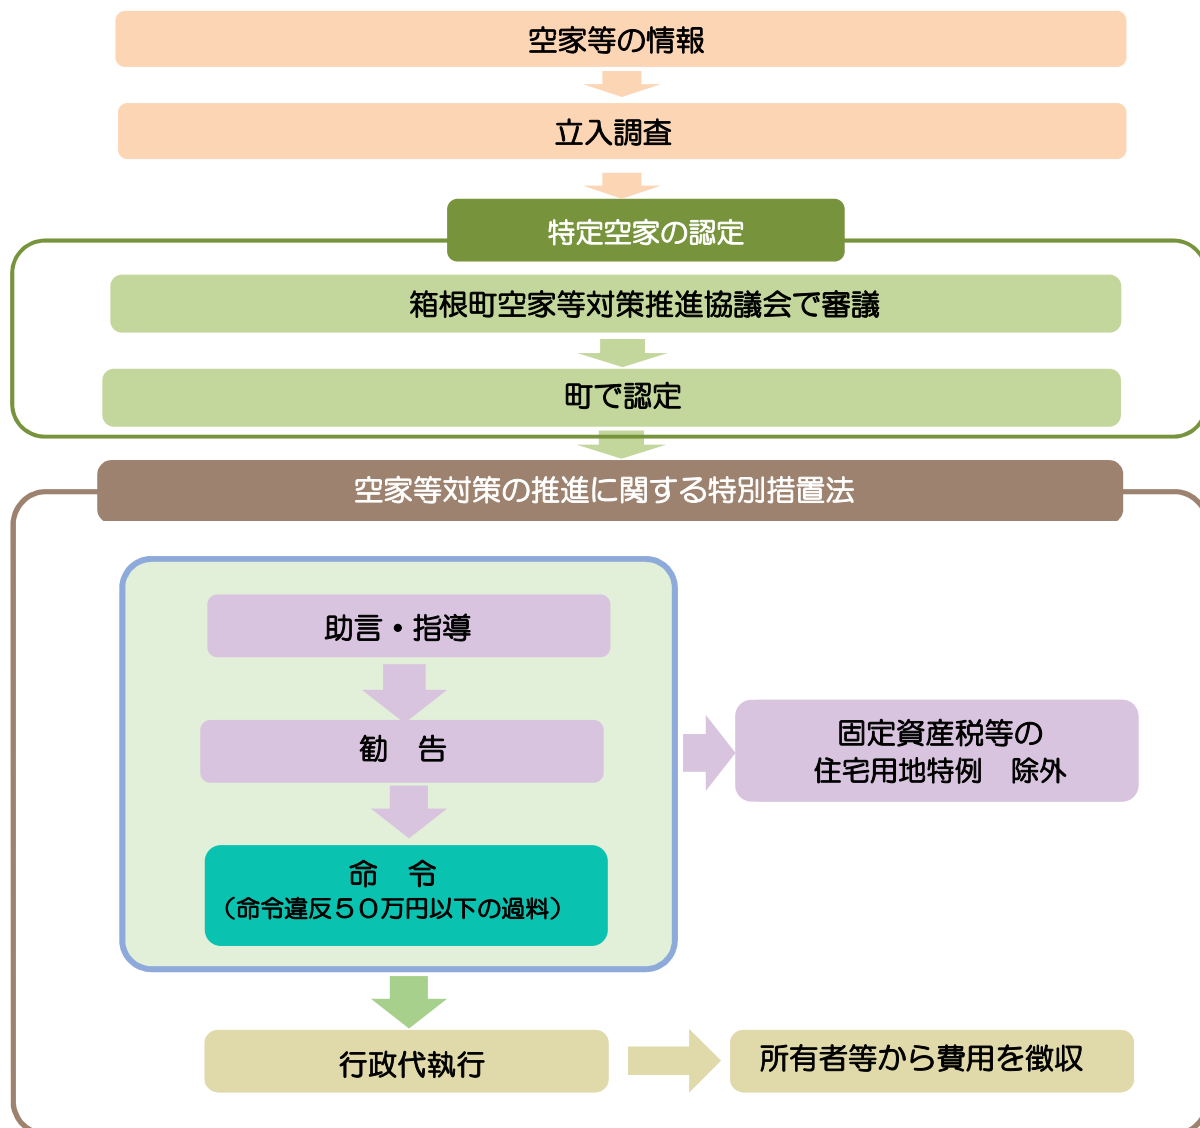 空家等の情報
立入調査
特定空家の認定
箱根町空家等対策推進協議会で審議
町で認定
空家等対策の推進に関する特別措置法
助言・指導
勧　告
固定資産税等の
住宅用地特例　除外
命　令
（命令違反５０万円以下の過料）
行政代執行
所有者等から費用を徴収